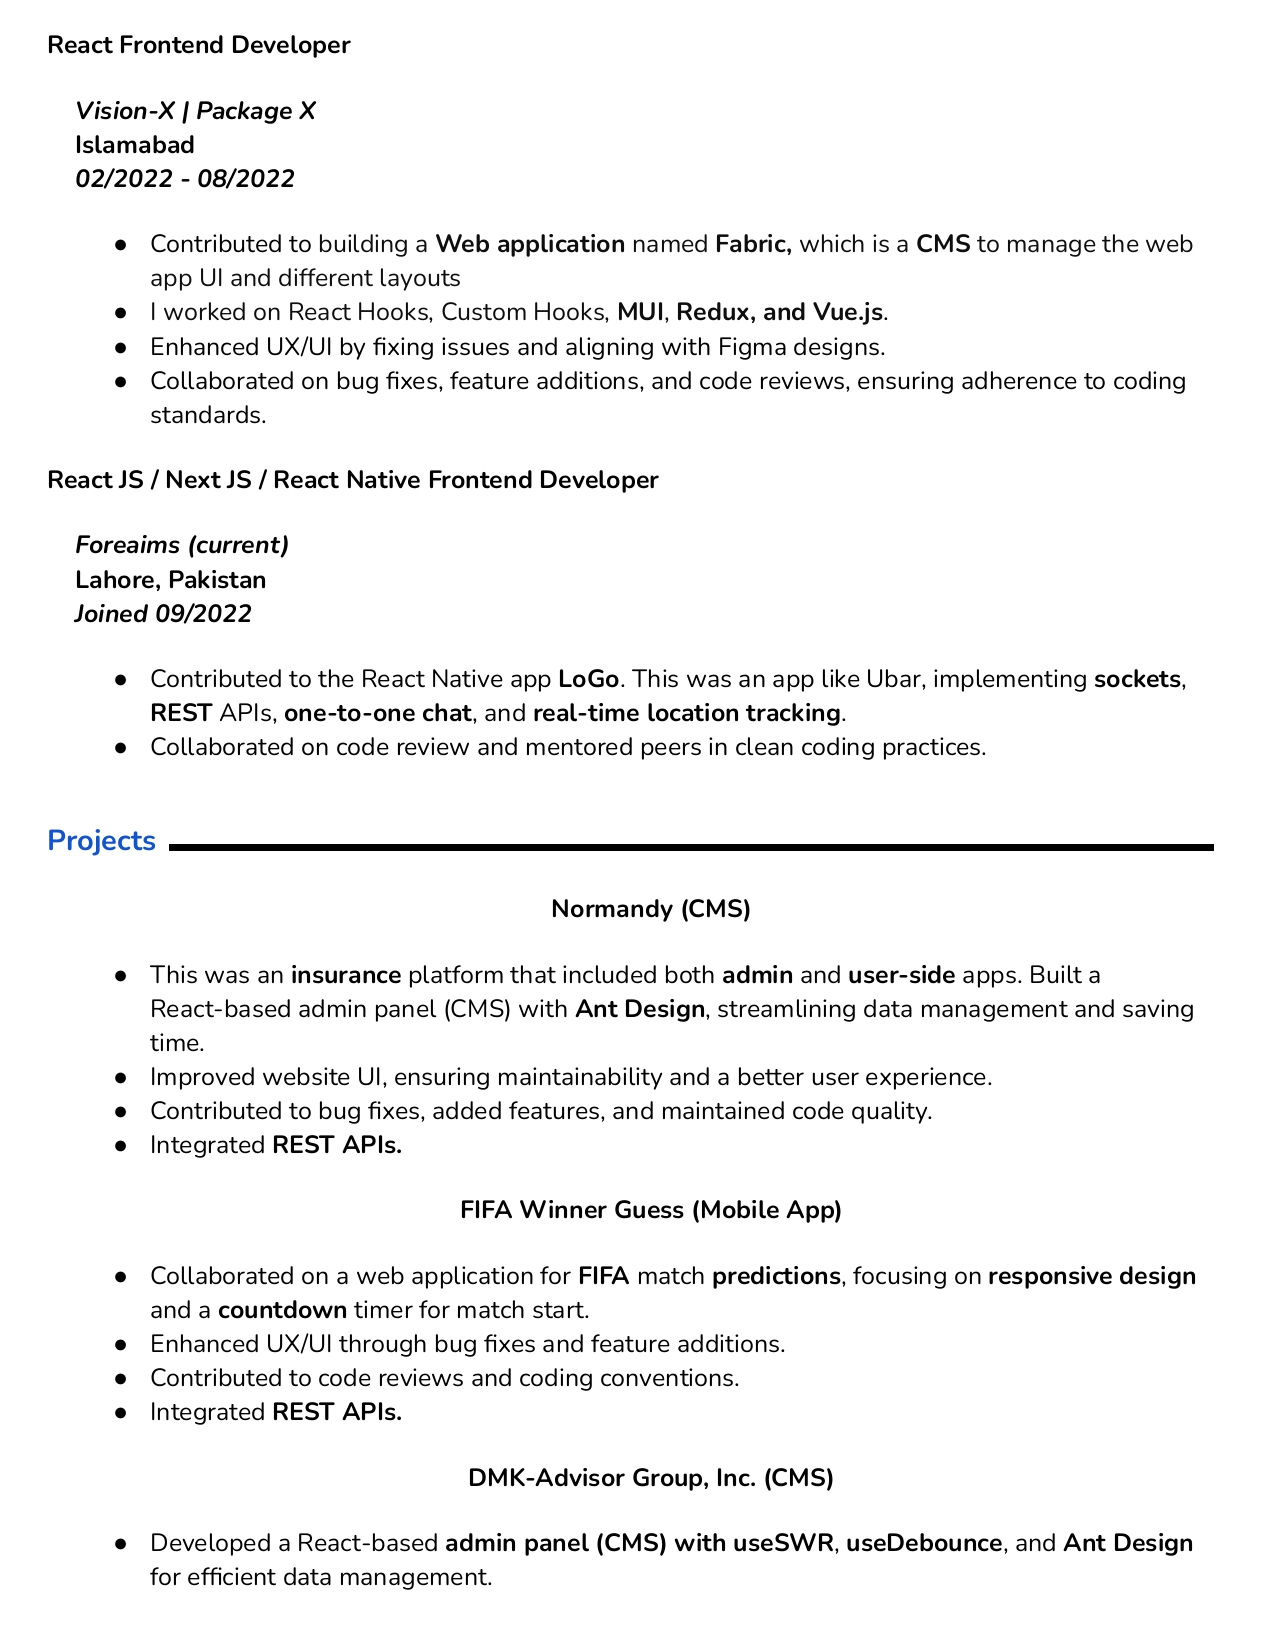 React Frontend Developer
Vision-X | Package X
Islamabad
02/2022 - 08/2022
● Contributed to building a Web application named Fabric, which is a CMS to manage the web
app UI and different layouts
● I worked on React Hooks, Custom Hooks, MUI, Redux, and Vue.js.
● Enhanced UX/UI by fixing issues and aligning with Figma designs.
● Collaborated on bug fixes, feature additions, and code reviews, ensuring adherence to coding
standards.
React JS / Next JS / React Native Frontend Developer
Foreaims (current)
Lahore, Pakistan
Joined 09/2022
● Contributed to the React Native app LoGo. This was an app like Ubar, implementing sockets,
REST APIs, one-to-one chat, and real-time location tracking.
● Collaborated on code review and mentored peers in clean coding practices.
Projects
Normandy (CMS)
● This was an insurance platform that included both admin and user-side apps. Built a
React-based admin panel (CMS) with Ant Design, streamlining data management and saving
time.
● Improved website UI, ensuring maintainability and a better user experience.
● Contributed to bug fixes, added features, and maintained code quality.
● Integrated REST APIs.
FIFA Winner Guess (Mobile App)
● Collaborated on a web application for FIFA match predictions, focusing on responsive design
and a countdown timer for match start.
● Enhanced UX/UI through bug fixes and feature additions.
● Contributed to code reviews and coding conventions.
● Integrated REST APIs.
DMK-Advisor Group, Inc. (CMS)
● Developed a React-based admin panel (CMS) with useSWR, useDebounce, and Ant Design
for efficient data management.